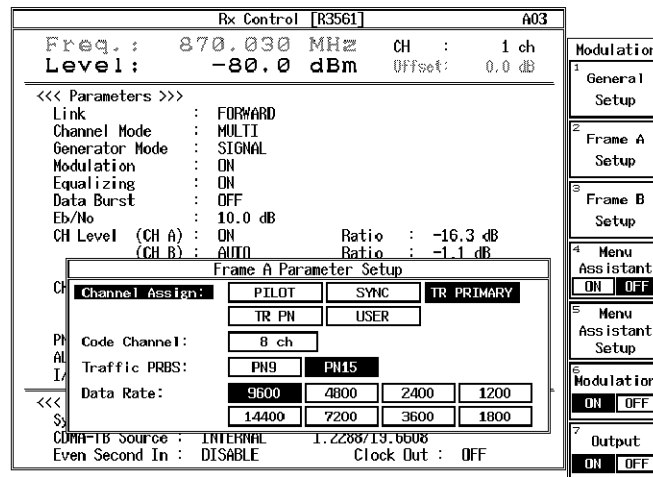 Rx Control [R3561] A03
Freq.: 870.030 MHz CH : 1 ch
Level: -80.0 dBm Offset: 0.0 dB
<<< Parameters >>>
Link : FORWARD
Channel Mode : MULTI
Generator Mode : SIGNAL
Modulation : ON
Equalizing : ON
Data Burst : OFF
Eb/No : 10.0 dB
CH Level (CH A) : ON Ratio : -16.3 dB
(CH B) : AUTO Ratio : -1.1 dB
Frame A Parameter Setup
Channel Assign: PILOT SYNC TR PRIMARY
TR PN USER
Code Channel: 8 ch
Traffic PRBS: PN9 PN15
Data Rate: 9600 4800 2400 1200
14400 7200 3600 1800
<<<
CDMA-TB Source : INTERNAL 1.2288/19.6608
Even Second In : DISABLE Clock Out : OFF
Modulation
1 General
Setup
2 Frame A
Setup
3 Frame B
Setup
4 Menu
Assistant
ON OFF
5 Menu
Assistant
Setup
6 Modulation
ON OFF
7 Output
ON OFF